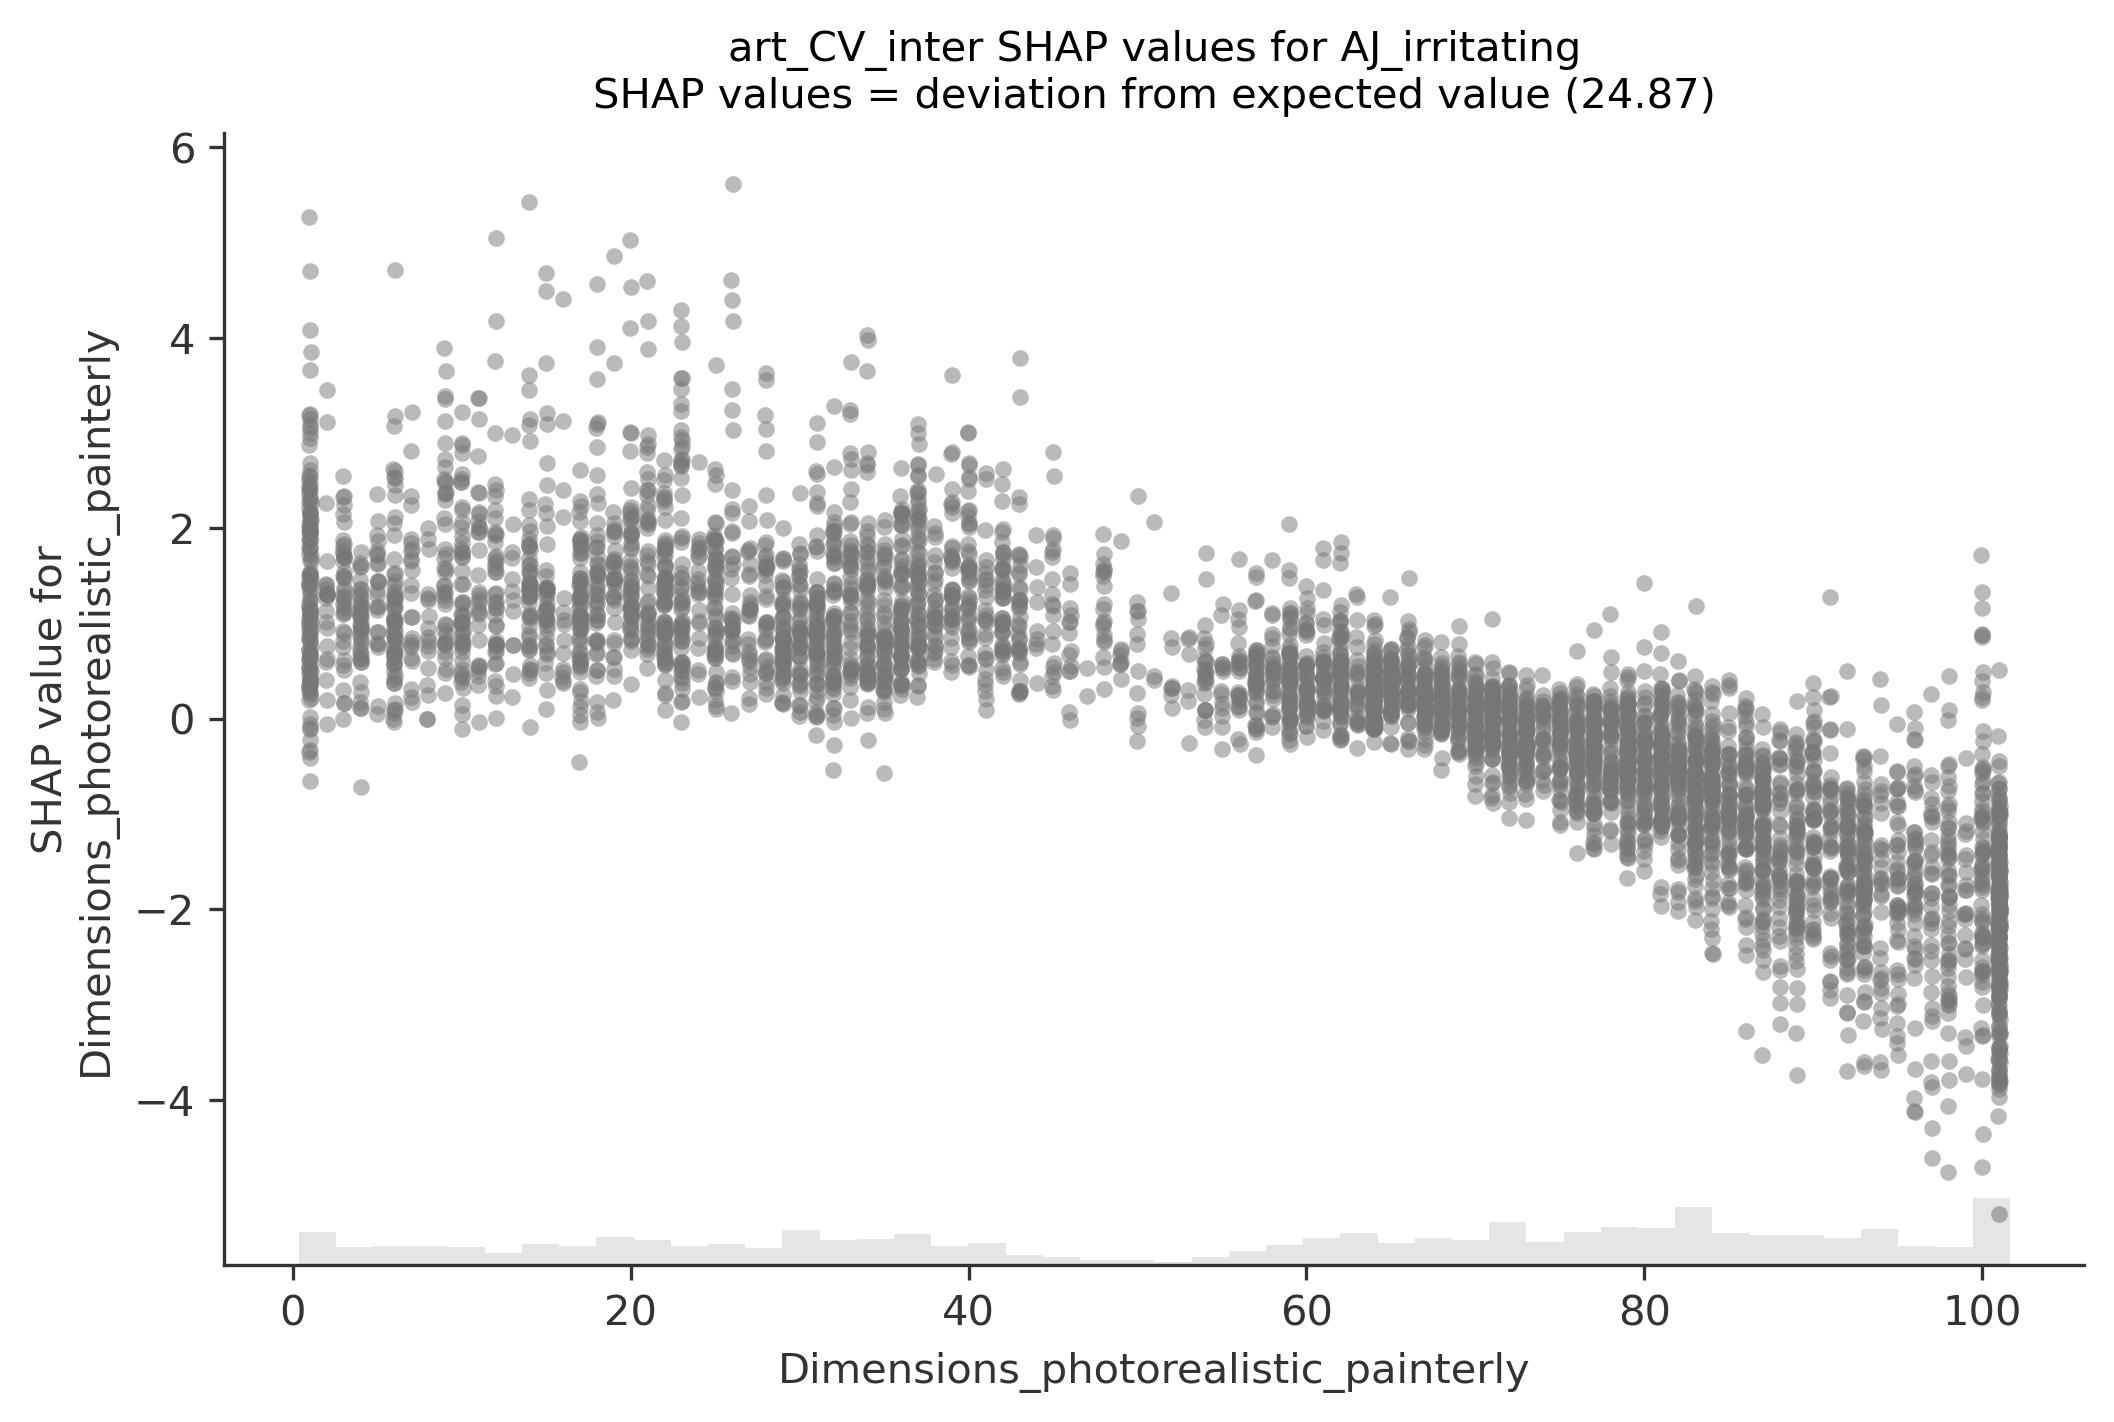 art_CV_inter SHAP values for AJ_irritating
SHAP values = deviation from expected value (24.87)
SHAP value for
Dimensions_photorealistic_painterly
6
4
2
0
−2
−4
0
20
40
60
80
100
Dimensions_photorealistic_painterly